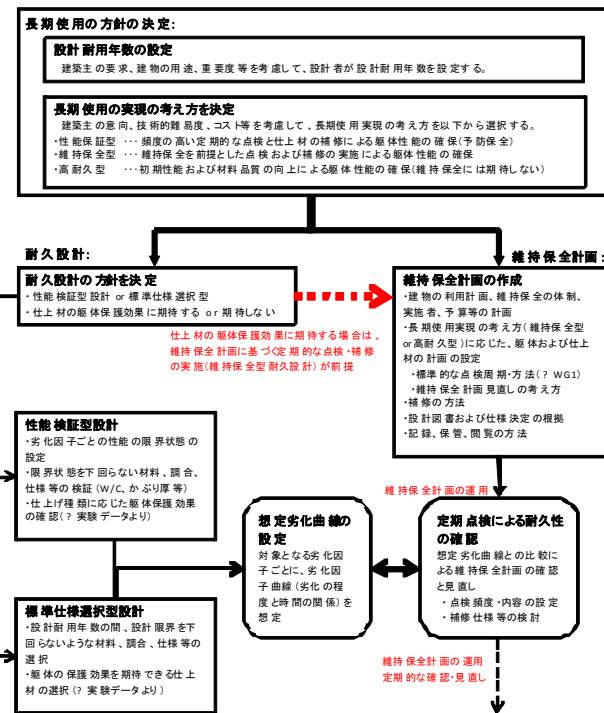 長期使用の方針の決定:
設計耐用年数の設定
建築主の要求、建物の用途、重要度等を考慮して、設計者が設計耐用年数を設定する。
長期使用の実現の考え方を決定
建築主の意向、技術的難易度、コスト等を考慮して、長期使用実現の考え方を以下から選択する。
・性能保証型 ･･･ 頻度の高い定期的な点検と仕上材の補修による躯体性能の確保(予防保全)
・維持保全型 ･･･ 維持保全を前提とした点検および補修の実施による躯体性能の確保
・高耐久型 ･･･初期性能および材料品質の向上による躯体性能の確保(維持保全には期待しない)
耐久設計:
耐久設計の方針を決定
・性能検証型設計 or 標準仕様選択型
・仕上材の躯体保護効果に期待する or 期待しない
仕上材の躯体保護効果に期待する場合は、
維持保全計画に基づく定期的な点検・補修
の実施(維持保全型耐久設計)が前提
維持保全計画:
維持保全計画の作成
・建物の利用計画、維持保全の体制、
実施者、予算等の計画
・長期使用実現の考え方(維持保全型
or高耐久型)に応じた、躯体および仕上
材の計画の設定
・標準的な点検周期・方法(? WG1)
・維持保全計画見直しの考え方
・補修の方法
・設計図書および仕様決定の根拠
・記録、保管、閲覧の方法
性能検証型設計
・劣化因子ごとの性能の限界状態の
設定
・限界状態を下回らない材料、調合、
仕様等の検証(W/C、かぶり厚等)
・仕上げ種類に応じた躯体保護効果
の確認(? 実験データより)
標準仕様選択型設計
・設計耐用年数の間、設計限界を下
回らないような材料、調合、仕様等の
選択
・躯体の保護効果を期待できる仕上
材の選択(? 実験データより)
想定劣化曲線の
設定
対象となる劣化因
子ごとに、劣化因
子曲線(劣化の程
度と時間の関係)を
想定
維持保全計画の運用
定期点検による耐久性
の確認
想定劣化曲線との比較に
よる維持保全計画の確認
と見直し
・点検頻度・内容の設定
・補修仕様等の検討
維持保全計画の運用
定期的な確認・見直し